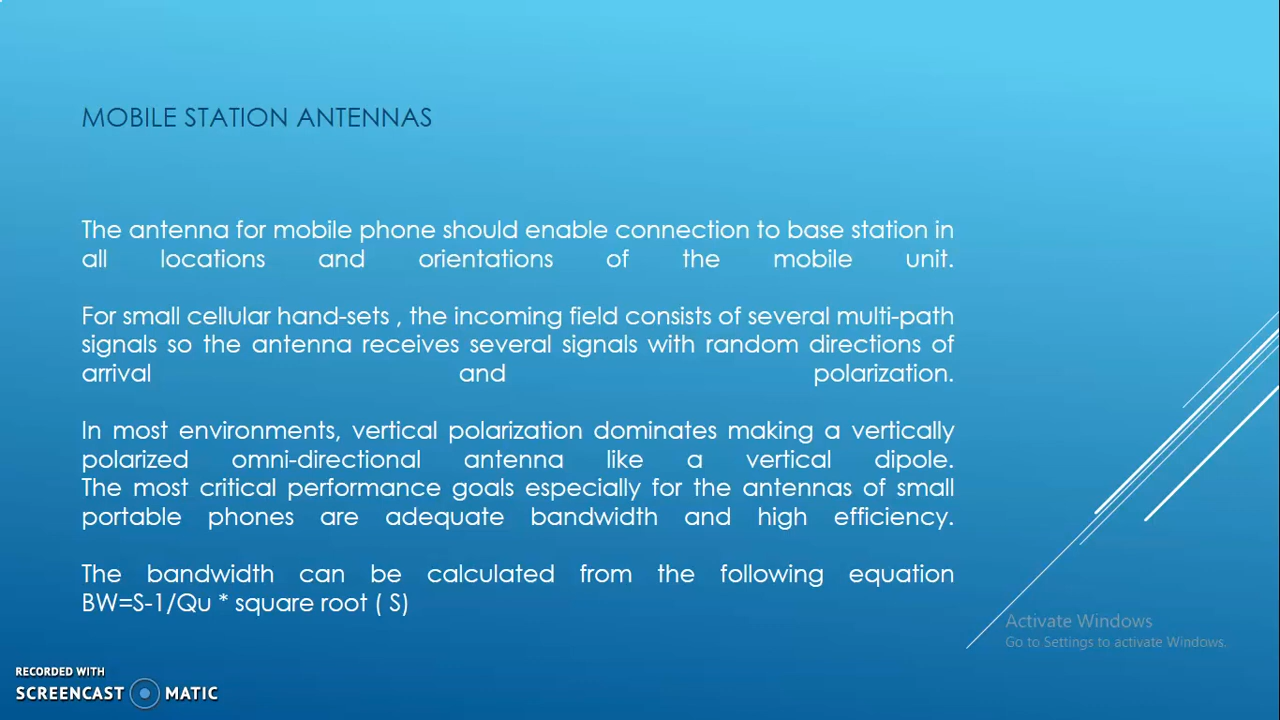 MOBILE STATION ANTENNAS
The antenna for mobile phone should enable connection to base station in
all locations and orientations of the mobile unit.
For small cellular hand-sets , the incoming field consists of several multi-path
signals so the antenna receives several signals with random directions of
arrival and polarization.
In most environments, vertical polarization dominates making a vertically
polarized omni-directional antenna like a vertical dipole.
The most critical performance goals especially for the antennas of small
portable phones are adequate bandwidth and high efficiency.
The bandwidth can be calculated from the following equation
BW=S-1/Qu * square root ( S)
Activate Windows
Go to Settings to activate Windows.
RECORDED WITH
SCREENCAST MATIC